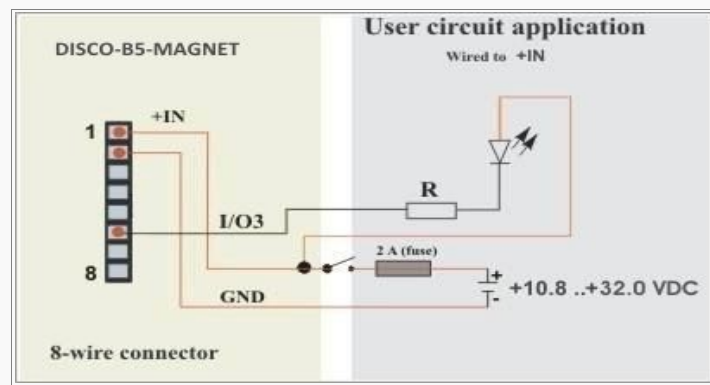 User circuit application
DISCO-B5-MAGNET
Wired to +IN
+IN
1
R
I/O3
2 A (fuse)
8
+
+10.8 ..+32.0 VDC
-
GND
8-wire connector